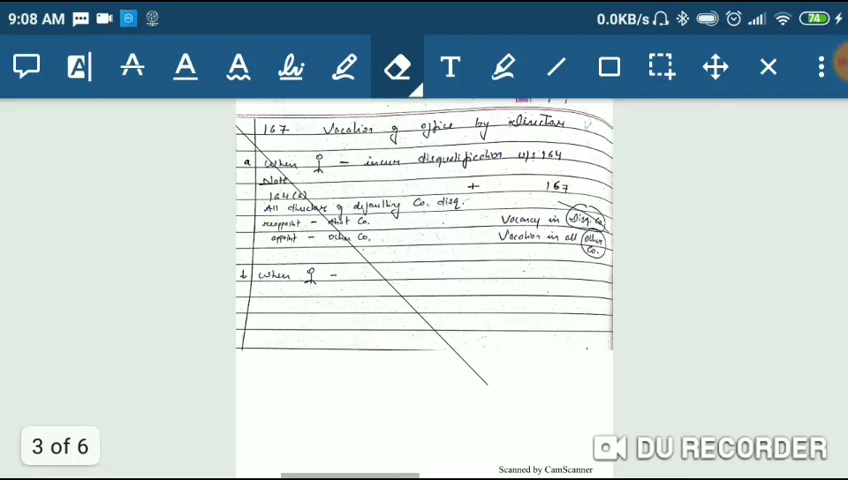 9:08 AM 0.0KB/s 74
T
Date:
167 Vacation of office by Director
a When - incur disqualification u/s 164
Note + 167
164(2)
All directors of defaulting Co. disq.
reappoint - that Co. Vacancy in Disq. Co
appoint - other Co. Vacation in all other Co.
b When -
3 of 6
DU RECORDER
Scanned by CamScanner